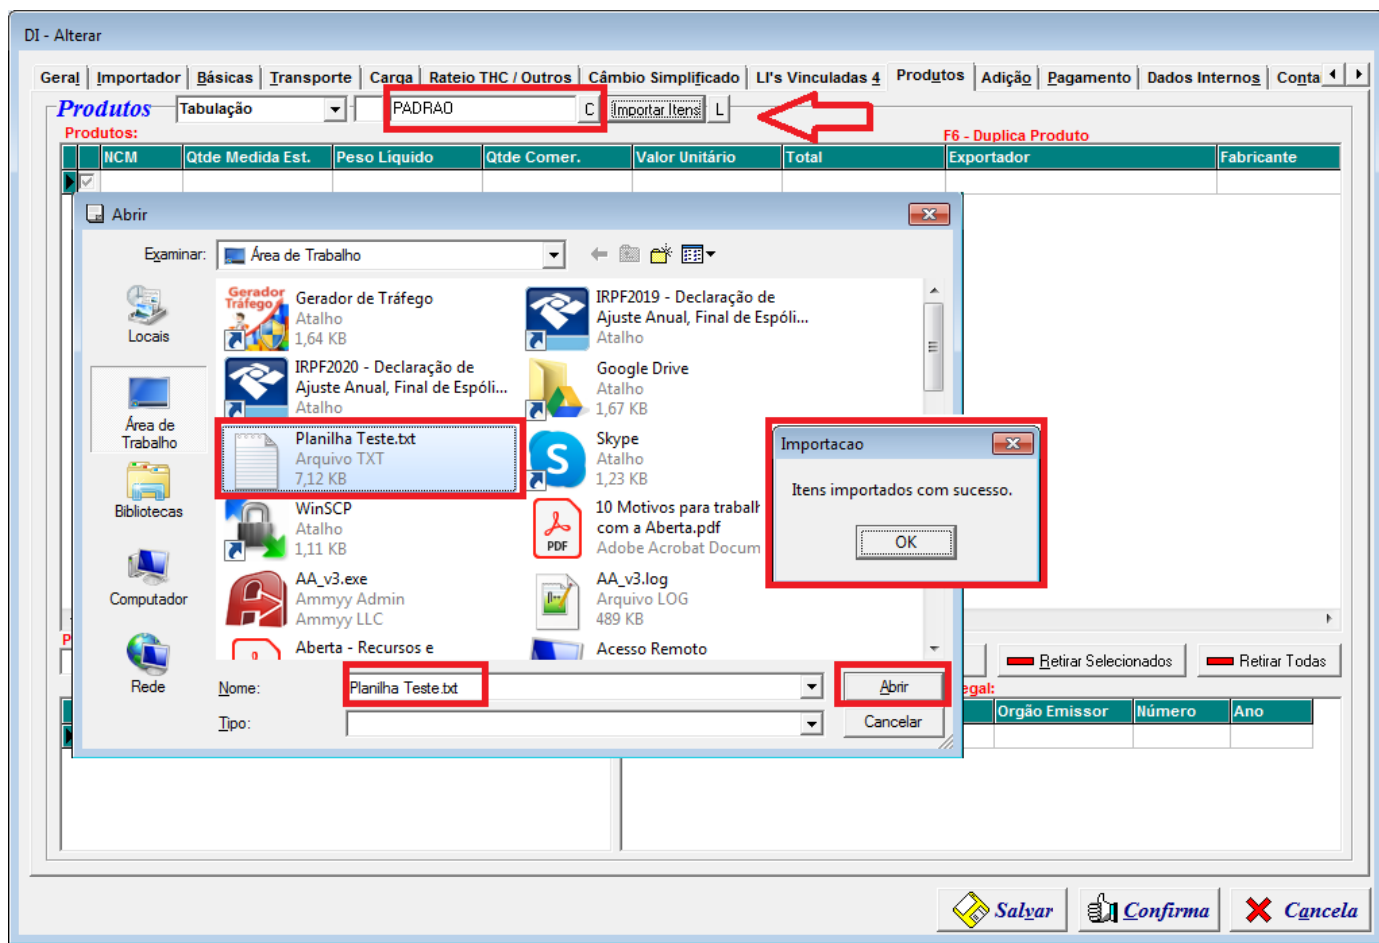 DI - Alterar
Geral Importador Básicas Transporte Carga Rateio THC / Outros Câmbio Simplificado LI's Vinculadas 4 Produtos Adição Pagamento Dados Internos Conta
Produtos Tabulação PADRAO C Importar Itens L
Produtos: F6 - Duplica Produto
NCM Qtde Medida Est. Peso Líquido Qtde Comer. Valor Unitário Total Exportador Fabricante
Abrir
Examinar: Área de Trabalho
Locais
Área de
Trabalho
Bibliotecas
Computador
Rede
Gerador
Tráfego
Gerador de Tráfego
Atalho
1,64 KB
IRPF2019 - Declaração de
Ajuste Anual, Final de Espóli...
Atalho
IRPF2020 - Declaração de
Ajuste Anual, Final de Espóli...
Atalho
Google Drive
Atalho
1,67 KB
Planilha Teste.txt
Arquivo TXT
7,12 KB
S
Skype
Atalho
1,23 KB
WinSCP
Atalho
1,11 KB
PDF
10 Motivos para trabalh
com a Aberta.pdf
Adobe Acrobat Docum
AA_v3.exe
Ammyy Admin
Ammyy LLC
AA_v3.log
Arquivo LOG
489 KB
Aberta - Recursos e
Acesso Remoto
Nome: Planilha Teste.txt Abrir
Tipo: Cancelar
Importacao
Itens importados com sucesso.
OK
Retirar Selecionados Retirar Todas
egal:
Orgão Emissor Número Ano
Salvar Confirma Cancela